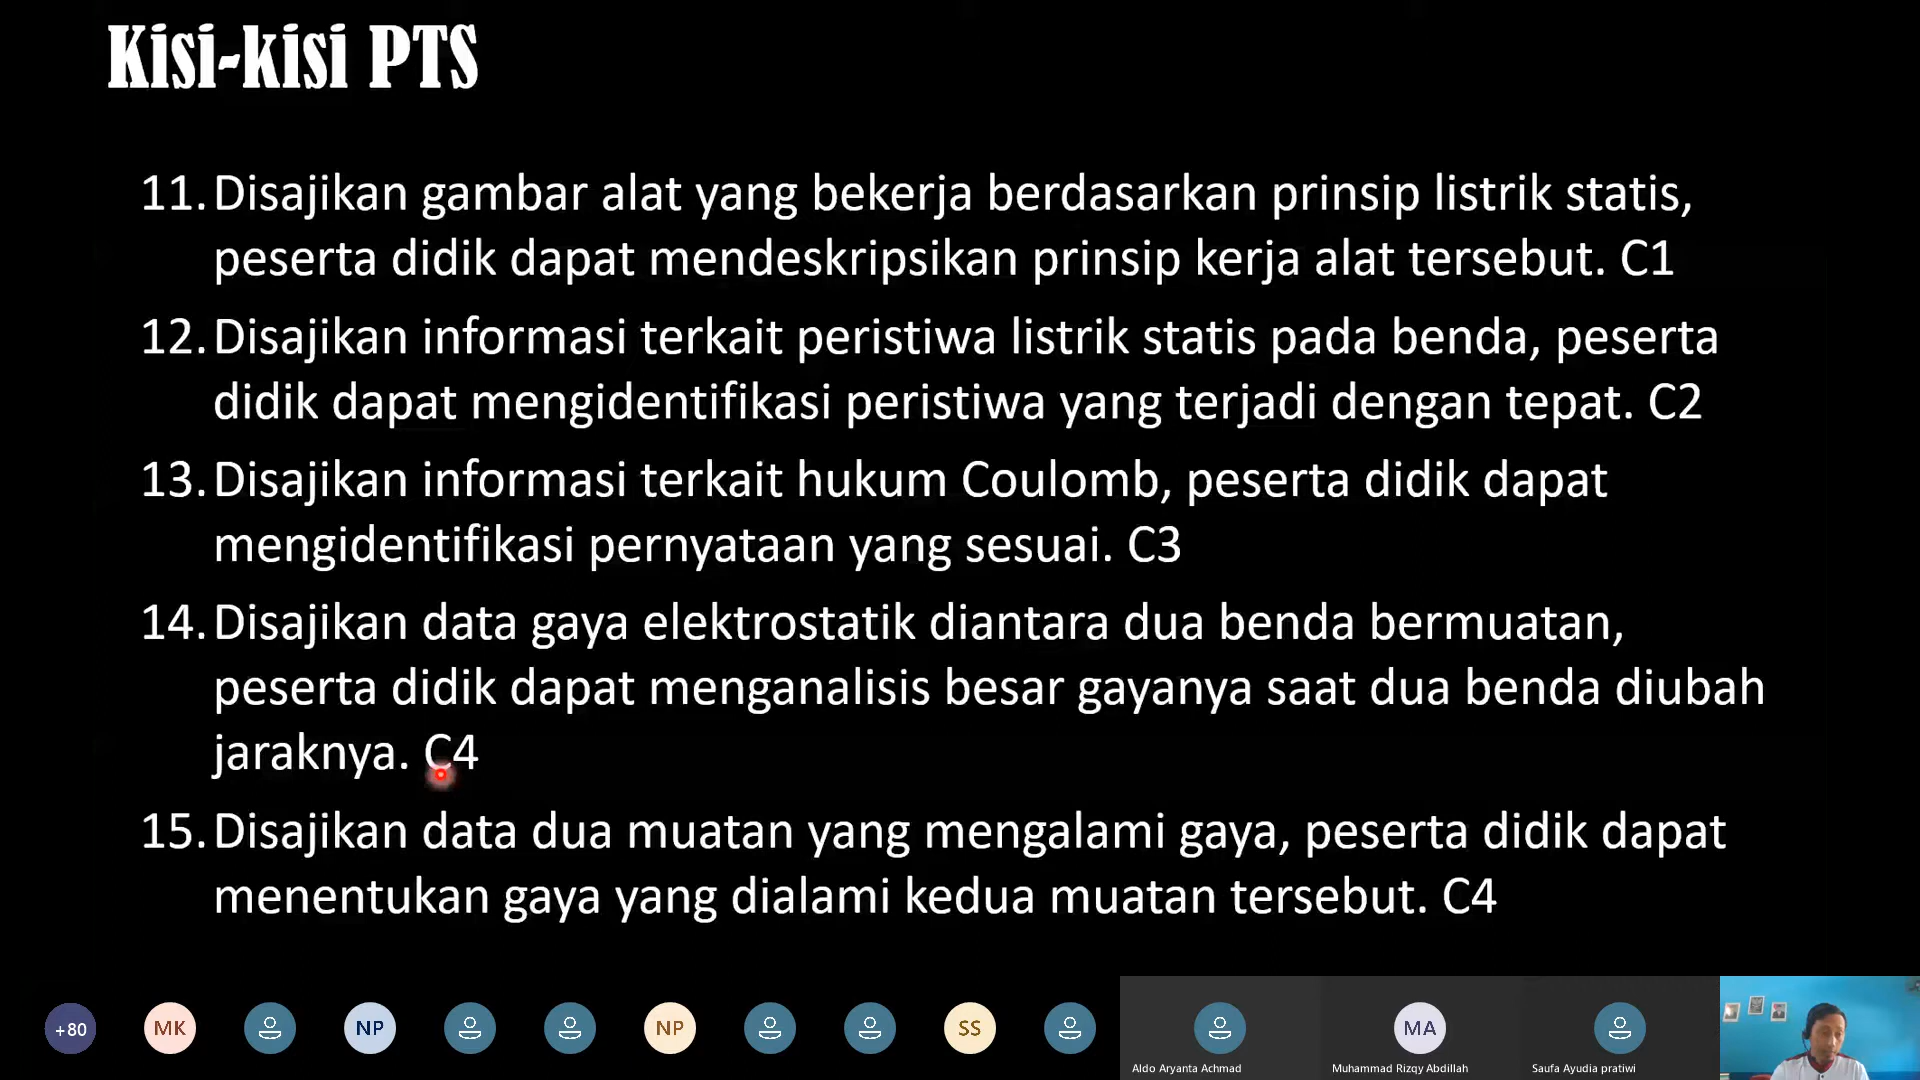 Kisi-kisi PTS
11. Disajikan gambar alat yang bekerja berdasarkan prinsip listrik statis,
peserta didik dapat mendeskripsikan prinsip kerja alat tersebut. C1
12. Disajikan informasi terkait peristiwa listrik statis pada benda, peserta
didik dapat mengidentifikasi peristiwa yang terjadi dengan tepat. C2
13. Disajikan informasi terkait hukum Coulomb, peserta didik dapat
mengidentifikasi pernyataan yang sesuai. C3
14. Disajikan data gaya elektrostatik diantara dua benda bermuatan,
peserta didik dapat menganalisis besar gayanya saat dua benda diubah
jaraknya. C4
15. Disajikan data dua muatan yang mengalami gaya, peserta didik dapat
menentukan gaya yang dialami kedua muatan tersebut. C4
+80 MK NP NP SS MA
Aldo Aryanta Achmad Muhammad Rizqy Abdillah Saufa Ayudia pratiwi